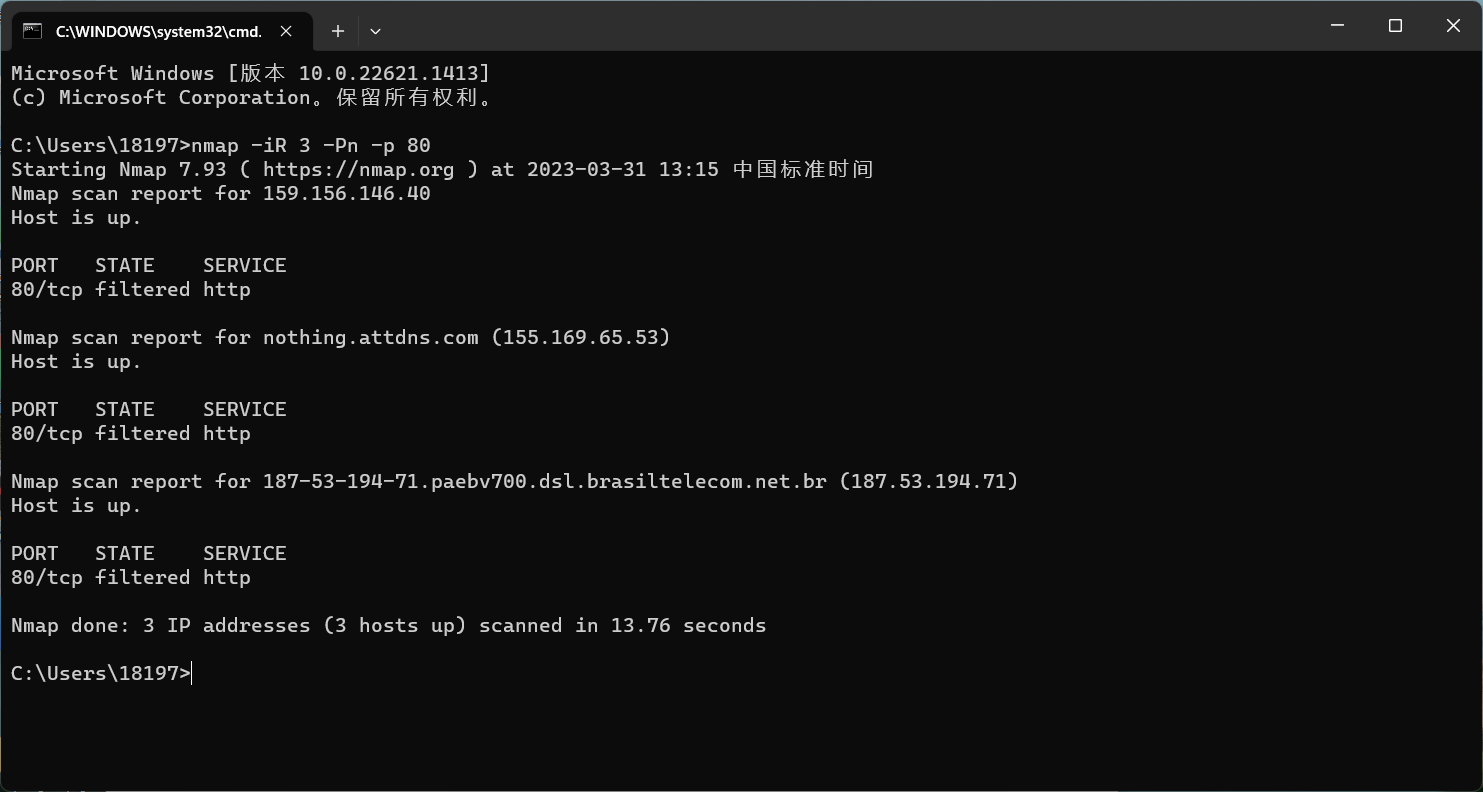 C:\WINDOWS\system32\cmd.
Microsoft Windows [版本 10.0.22621.1413]
(c) Microsoft Corporation。保留所有权利。
C:\Users\18197>nmap -iR 3 -Pn -p 80
Starting Nmap 7.93 ( https://nmap.org ) at 2023-03-31 13:15 中国标准时间
Nmap scan report for 159.156.146.40
Host is up.
PORT   STATE    SERVICE
80/tcp filtered http
Nmap scan report for nothing.attdns.com (155.169.65.53)
Host is up.
PORT   STATE    SERVICE
80/tcp filtered http
Nmap scan report for 187-53-194-71.paebv700.dsl.brasiltelecom.net.br (187.53.194.71)
Host is up.
PORT   STATE    SERVICE
80/tcp filtered http
Nmap done: 3 IP addresses (3 hosts up) scanned in 13.76 seconds
C:\Users\18197>